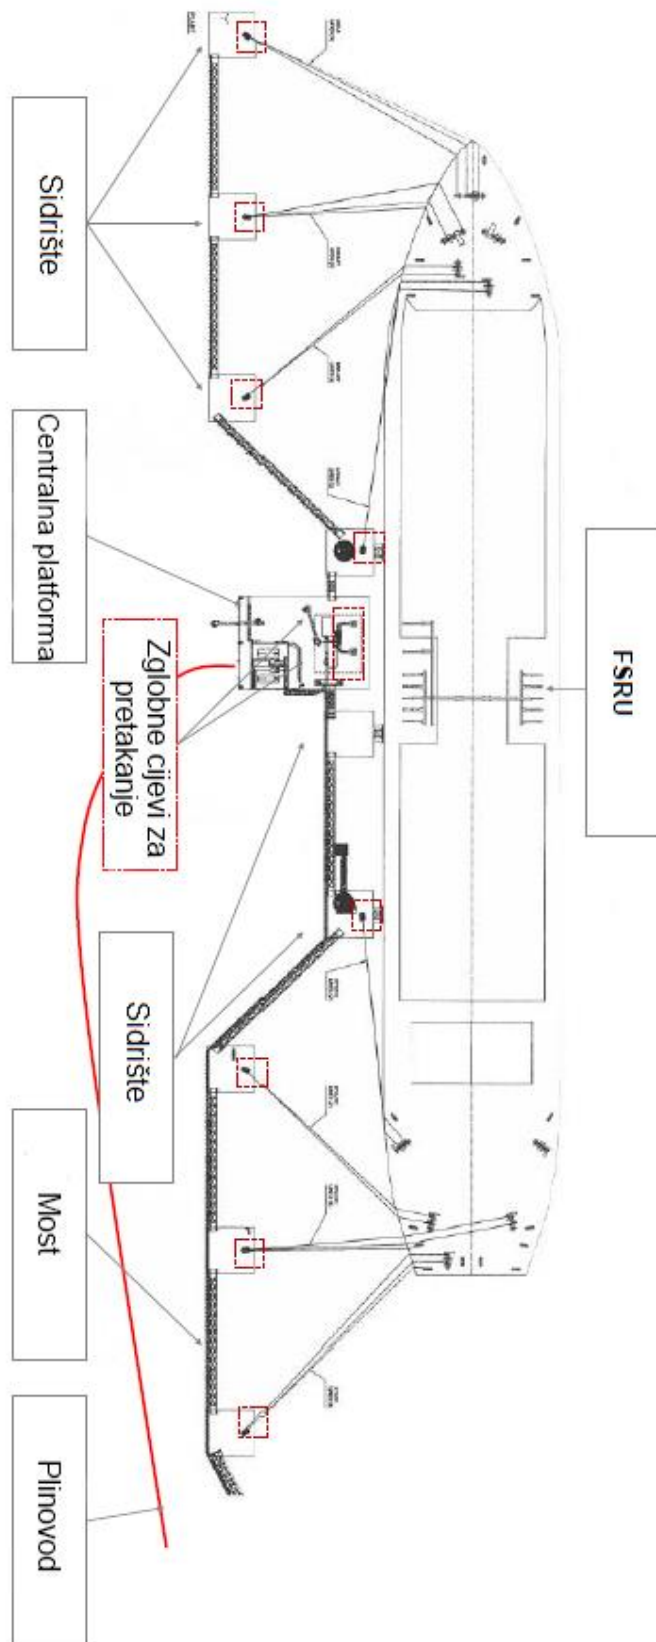 Sidrište
Centralna platforma
Zglobne cijevi za
pretakanje
FSRU
Sidrište
Most
Plinovod